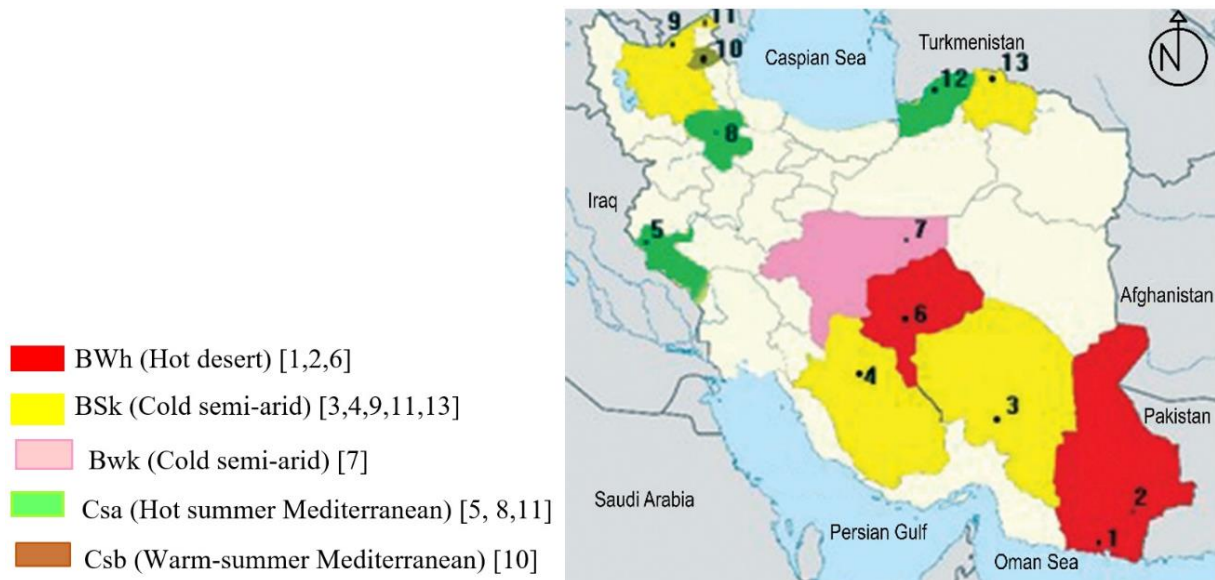 BWh (Hot desert) [1,2,6]
BSk (Cold semi-arid) [3,4,9,11,13]
Bwk (Cold semi-arid) [7]
Csa (Hot summer Mediterranean) [5, 8,11]
Csb (Warm-summer Mediterranean) [10]
9
11
10
Caspian Sea
Turkmenistan
N
12
13
8
Iraq
5
7
Afghanistan
6
4
3
Pakistan
Saudi Arabia
2
Persian Gulf
1
Oman Sea